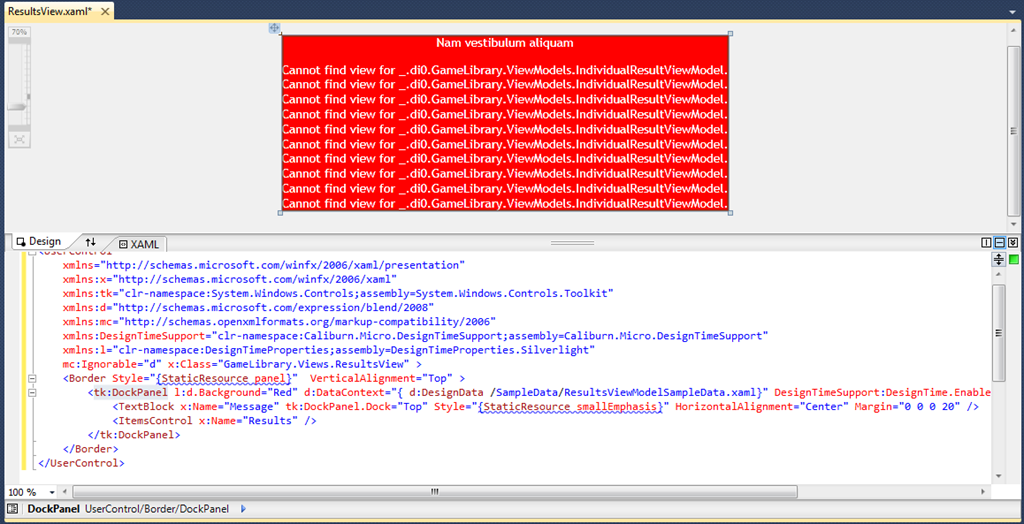 ResultsView.xaml*
70%
Nam vestibulum aliquam
Cannot find view for _.di0.GameLibrary.ViewModels.IndividualResultViewModel.
Cannot find view for _.di0.GameLibrary.ViewModels.IndividualResultViewModel.
Cannot find view for _.di0.GameLibrary.ViewModels.IndividualResultViewModel.
Cannot find view for _.di0.GameLibrary.ViewModels.IndividualResultViewModel.
Cannot find view for _.di0.GameLibrary.ViewModels.IndividualResultViewModel.
Cannot find view for _.di0.GameLibrary.ViewModels.IndividualResultViewModel.
Cannot find view for _.di0.GameLibrary.ViewModels.IndividualResultViewModel.
Cannot find view for _.di0.GameLibrary.ViewModels.IndividualResultViewModel.
Cannot find view for _.di0.GameLibrary.ViewModels.IndividualResultViewModel.
Cannot find view for _.di0.GameLibrary.ViewModels.IndividualResultViewModel.
Design XAML
<UserControl
xmlns="http://schemas.microsoft.com/winfx/2006/xaml/presentation"
xmlns:x="http://schemas.microsoft.com/winfx/2006/xaml"
xmlns:tk="clr-namespace:System.Windows.Controls;assembly=System.Windows.Controls.Toolkit"
xmlns:d="http://schemas.microsoft.com/expression/blend/2008"
xmlns:mc="http://schemas.openxmlformats.org/markup-compatibility/2006"
xmlns:DesignTimeSupport="clr-namespace:Caliburn.Micro.DesignTimeSupport;assembly=Caliburn.Micro.DesignTimeSupport"
xmlns:l="clr-namespace:DesignTimeProperties;assembly=DesignTimeProperties.Silverlight"
mc:Ignorable="d" x:Class="GameLibrary.Views.ResultsView" >
<Border Style="{StaticResource panel}"  VerticalAlignment="Top" >
<tk:DockPanel l:d.Background="Red" d:DataContext="{ d:DesignData /SampleData/ResultsViewModelSampleData.xaml}" DesignTimeSupport:DesignTime.Enable
<TextBlock x:Name="Message" tk:DockPanel.Dock="Top" Style="{StaticResource smallEmphasis}" HorizontalAlignment="Center" Margin="0 0 0 20" />
<ItemsControl x:Name="Results" />
</tk:DockPanel>
</Border>
</UserControl>
100 %
DockPanel UserControl/Border/DockPanel